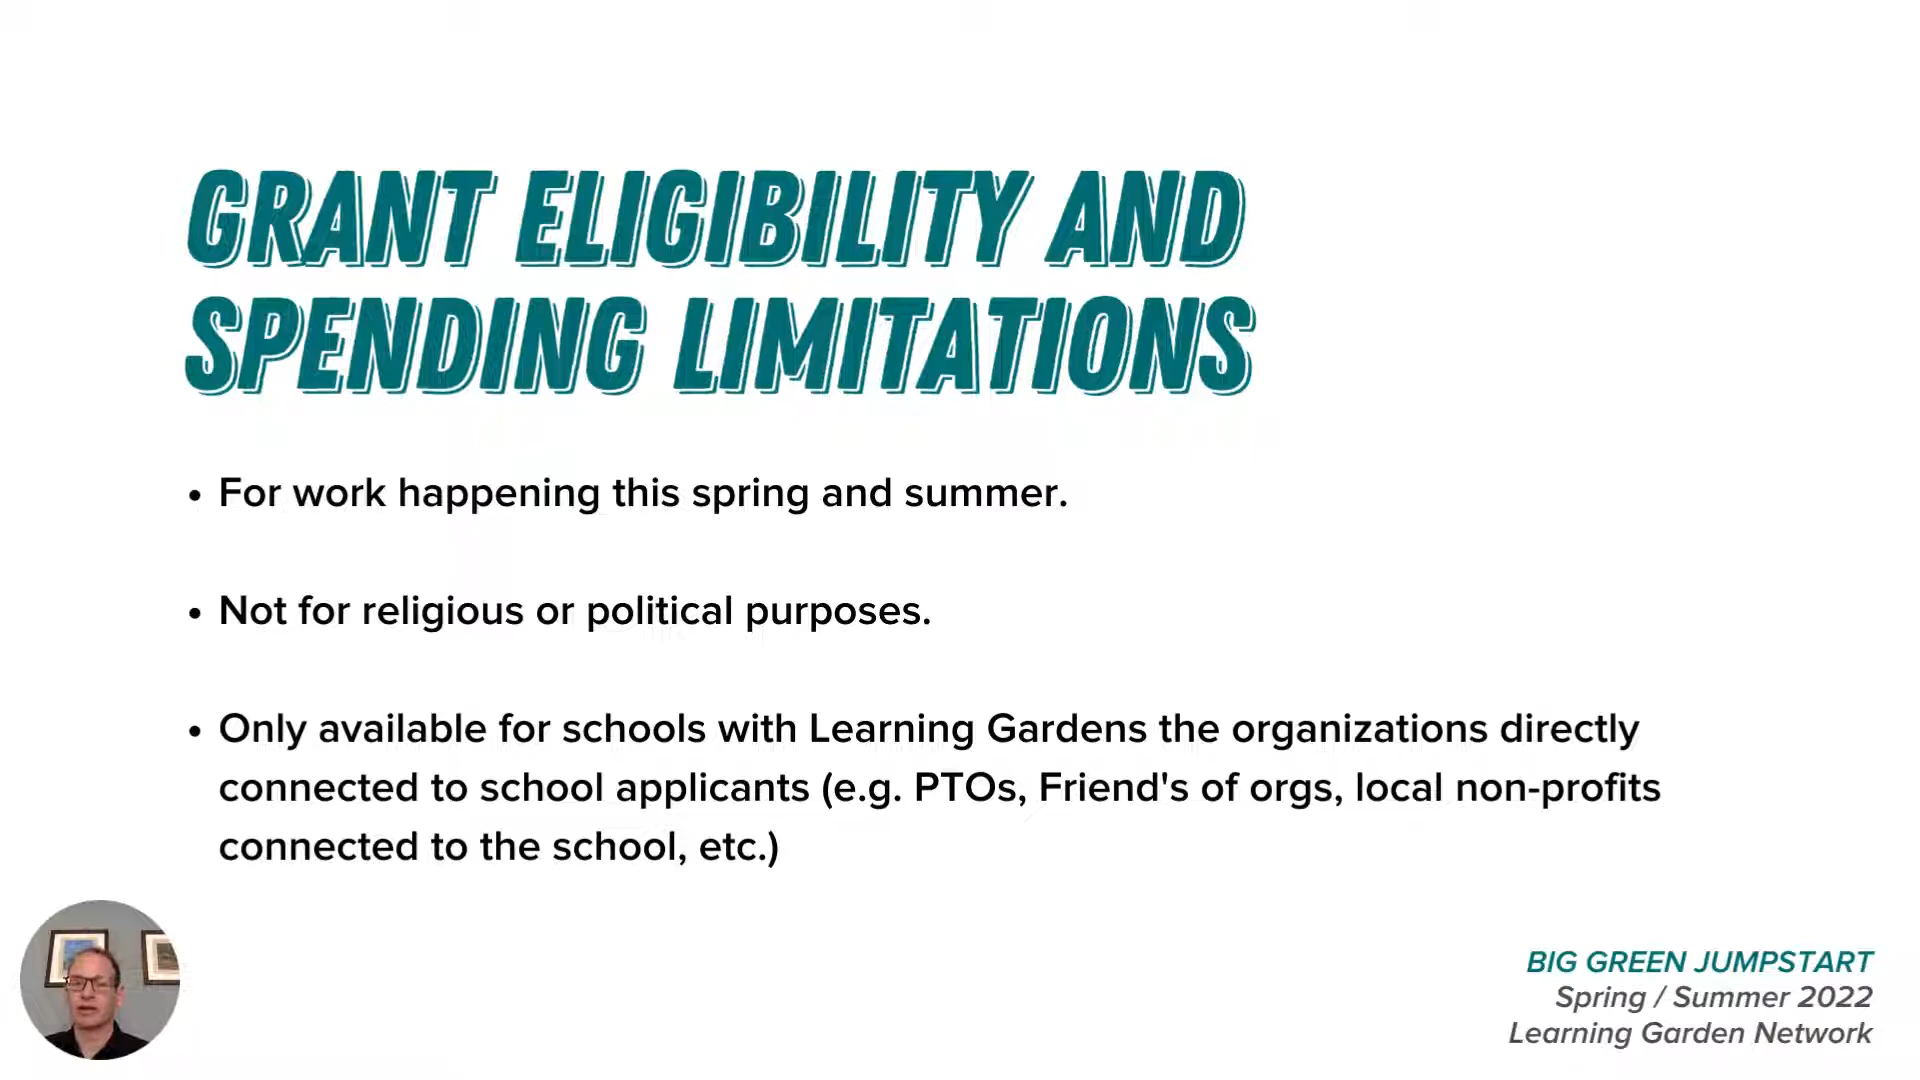 GRANT ELIGIBILITY AND
SPENDING LIMITATIONS
• For work happening this spring and summer.
• Not for religious or political purposes.
• Only available for schools with Learning Gardens the organizations directly
connected to school applicants (e.g. PTOs, Friend's of orgs, local non-profits
connected to the school, etc.)
BIG GREEN JUMPSTART
Spring / Summer 2022
Learning Garden Network